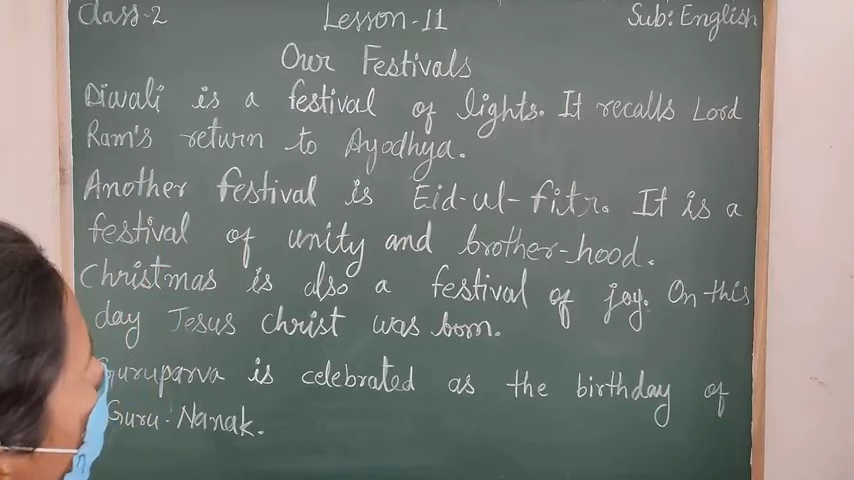 Class-2 Lesson-11 Sub: English
Our Festivals
Diwali is a festival of lights. It recalls Lord
Ram's return to Ayodhya.
Another festival is Eid-ul-fitr. It is a
festival of unity and brother-hood.
Christmas is also a festival of joy. On this
day Jesus Christ was born.
Guruparva is celebrated as the birthday of
Guru-Nanak.